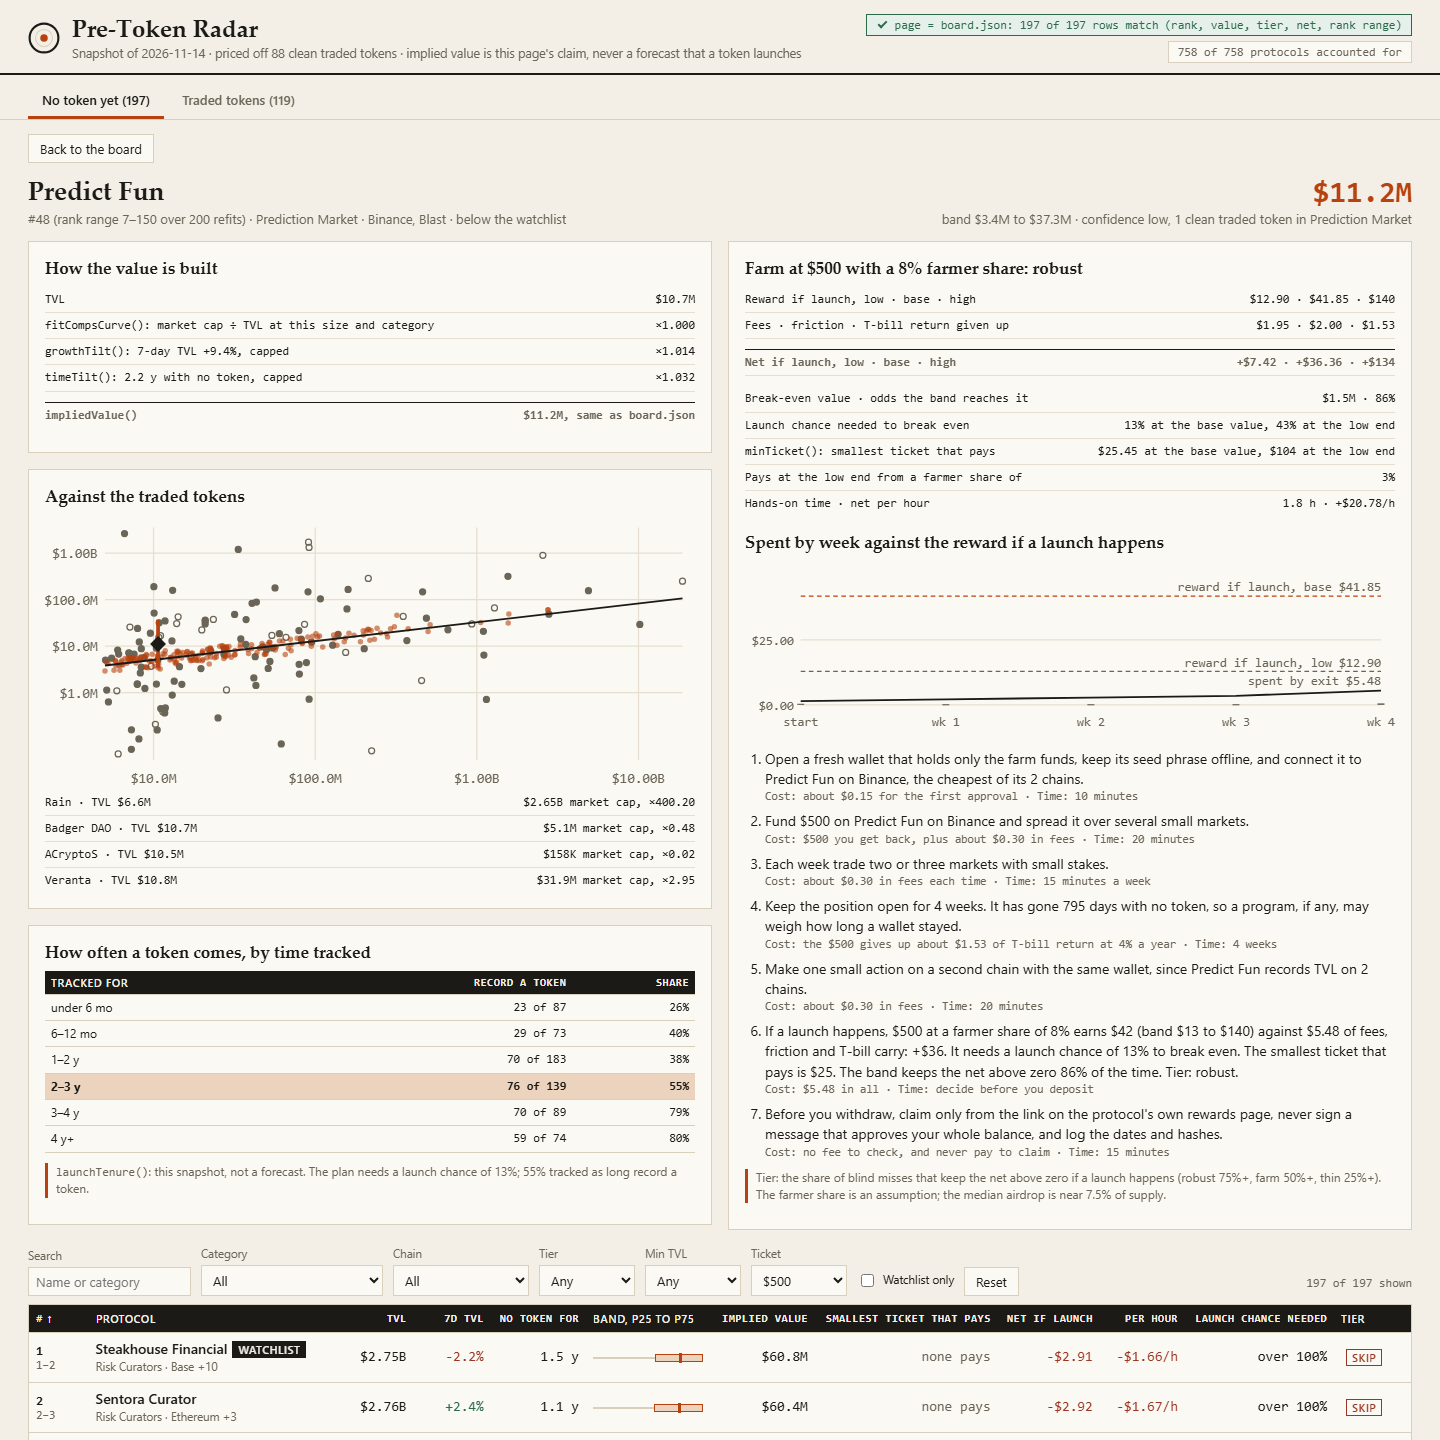 Pre-Token Radar
Snapshot of 2026-11-14 · priced off 88 clean traded tokens · implied value is this page's claim, never a forecast that a token launches
✓ page = board.json: 197 of 197 rows match (rank, value, tier, net, rank range)
758 of 758 protocols accounted for
No token yet (197)
Traded tokens (119)
Back to the board
Predict Fun
#48 (rank range 7–150 over 200 refits) · Prediction Market · Binance, Blast · below the watchlist
$11.2M
band $3.4M to $37.3M · confidence low, 1 clean traded token in Prediction Market
How the value is built
TVL $10.7M
fitCompsCurve(): market cap ÷ TVL at this size and category ×1.000
growthTilt(): 7-day TVL +9.4%, capped ×1.014
timeTilt(): 2.2 y with no token, capped ×1.032
impliedValue() $11.2M, same as board.json
Against the traded tokens
$1.00B
$100.0M
$10.0M
$1.0M
$10.0M $100.0M $1.00B $10.00B
Rain · TVL $6.6M $2.65B market cap, ×400.20
Badger DAO · TVL $10.7M $5.1M market cap, ×0.48
ACryptoS · TVL $10.5M $158K market cap, ×0.02
Veranta · TVL $10.8M $31.9M market cap, ×2.95
How often a token comes, by time tracked
TRACKED FOR RECORD A TOKEN SHARE
under 6 mo 23 of 87 26%
6–12 mo 29 of 73 40%
1–2 y 70 of 183 38%
2–3 y 76 of 139 55%
3–4 y 70 of 89 79%
4 y+ 59 of 74 80%
launchTenure(): this snapshot, not a forecast. The plan needs a launch chance of 13%; 55% tracked as long record a
token.
Farm at $500 with a 8% farmer share: robust
Reward if launch, low · base · high $12.90 · $41.85 · $140
Fees · friction · T-bill return given up $1.95 · $2.00 · $1.53
Net if launch, low · base · high +$7.42 · +$36.36 · +$134
Break-even value · odds the band reaches it $1.5M · 86%
Launch chance needed to break even 13% at the base value, 43% at the low end
minTicket(): smallest ticket that pays $25.45 at the base value, $104 at the low end
Pays at the low end from a farmer share of 3%
Hands-on time · net per hour 1.8 h · +$20.78/h
Spent by week against the reward if a launch happens
reward if launch, base $41.85
$25.00
reward if launch, low $12.90
spent by exit $5.48
$0.00
start wk 1 wk 2 wk 3 wk 4
1. Open a fresh wallet that holds only the farm funds, keep its seed phrase offline, and connect it to
Predict Fun on Binance, the cheapest of its 2 chains.
Cost: about $0.15 for the first approval · Time: 10 minutes
2. Fund $500 on Predict Fun on Binance and spread it over several small markets.
Cost: $500 you get back, plus about $0.30 in fees · Time: 20 minutes
3. Each week trade two or three markets with small stakes.
Cost: about $0.30 in fees each time · Time: 15 minutes a week
4. Keep the position open for 4 weeks. It has gone 795 days with no token, so a program, if any, may
weigh how long a wallet stayed.
Cost: the $500 gives up about $1.53 of T-bill return at 4% a year · Time: 4 weeks
5. Make one small action on a second chain with the same wallet, since Predict Fun records TVL on 2
chains.
Cost: about $0.30 in fees · Time: 20 minutes
6. If a launch happens, $500 at a farmer share of 8% earns $42 (band $13 to $140) against $5.48 of fees,
friction and T-bill carry: +$36. It needs a launch chance of 13% to break even. The smallest ticket that
pays is $25. The band keeps the net above zero 86% of the time. Tier: robust.
Cost: $5.48 in all · Time: decide before you deposit
7. Before you withdraw, claim only from the link on the protocol's own rewards page, never sign a
message that approves your whole balance, and log the dates and hashes.
Cost: no fee to check, and never pay to claim · Time: 15 minutes
Tier: the share of blind misses that keep the net above zero if a launch happens (robust 75%+, farm 50%+, thin 25%+).
The farmer share is an assumption; the median airdrop is near 7.5% of supply.
Search Category Chain Tier Min TVL Ticket
Name or category All All Any Any $500 Watchlist only Reset 197 of 197 shown
# ↑ PROTOCOL TVL 7D TVL NO TOKEN FOR BAND, P25 TO P75 IMPLIED VALUE SMALLEST TICKET THAT PAYS NET IF LAUNCH PER HOUR LAUNCH CHANCE NEEDED TIER
1 Steakhouse Financial WATCHLIST $2.75B -2.2% 1.5 y $60.8M none pays -$2.91 -$1.66/h over 100% SKIP
1–2 Risk Curators · Base +10
2 Sentora Curator $2.76B +2.4% 1.1 y $60.4M none pays -$2.92 -$1.67/h over 100% SKIP
2–3 Risk Curators · Ethereum +3